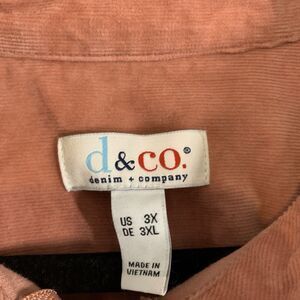 d&co.®
denim + company
US 3X
DE 3XL
MADE IN
VIETNAM